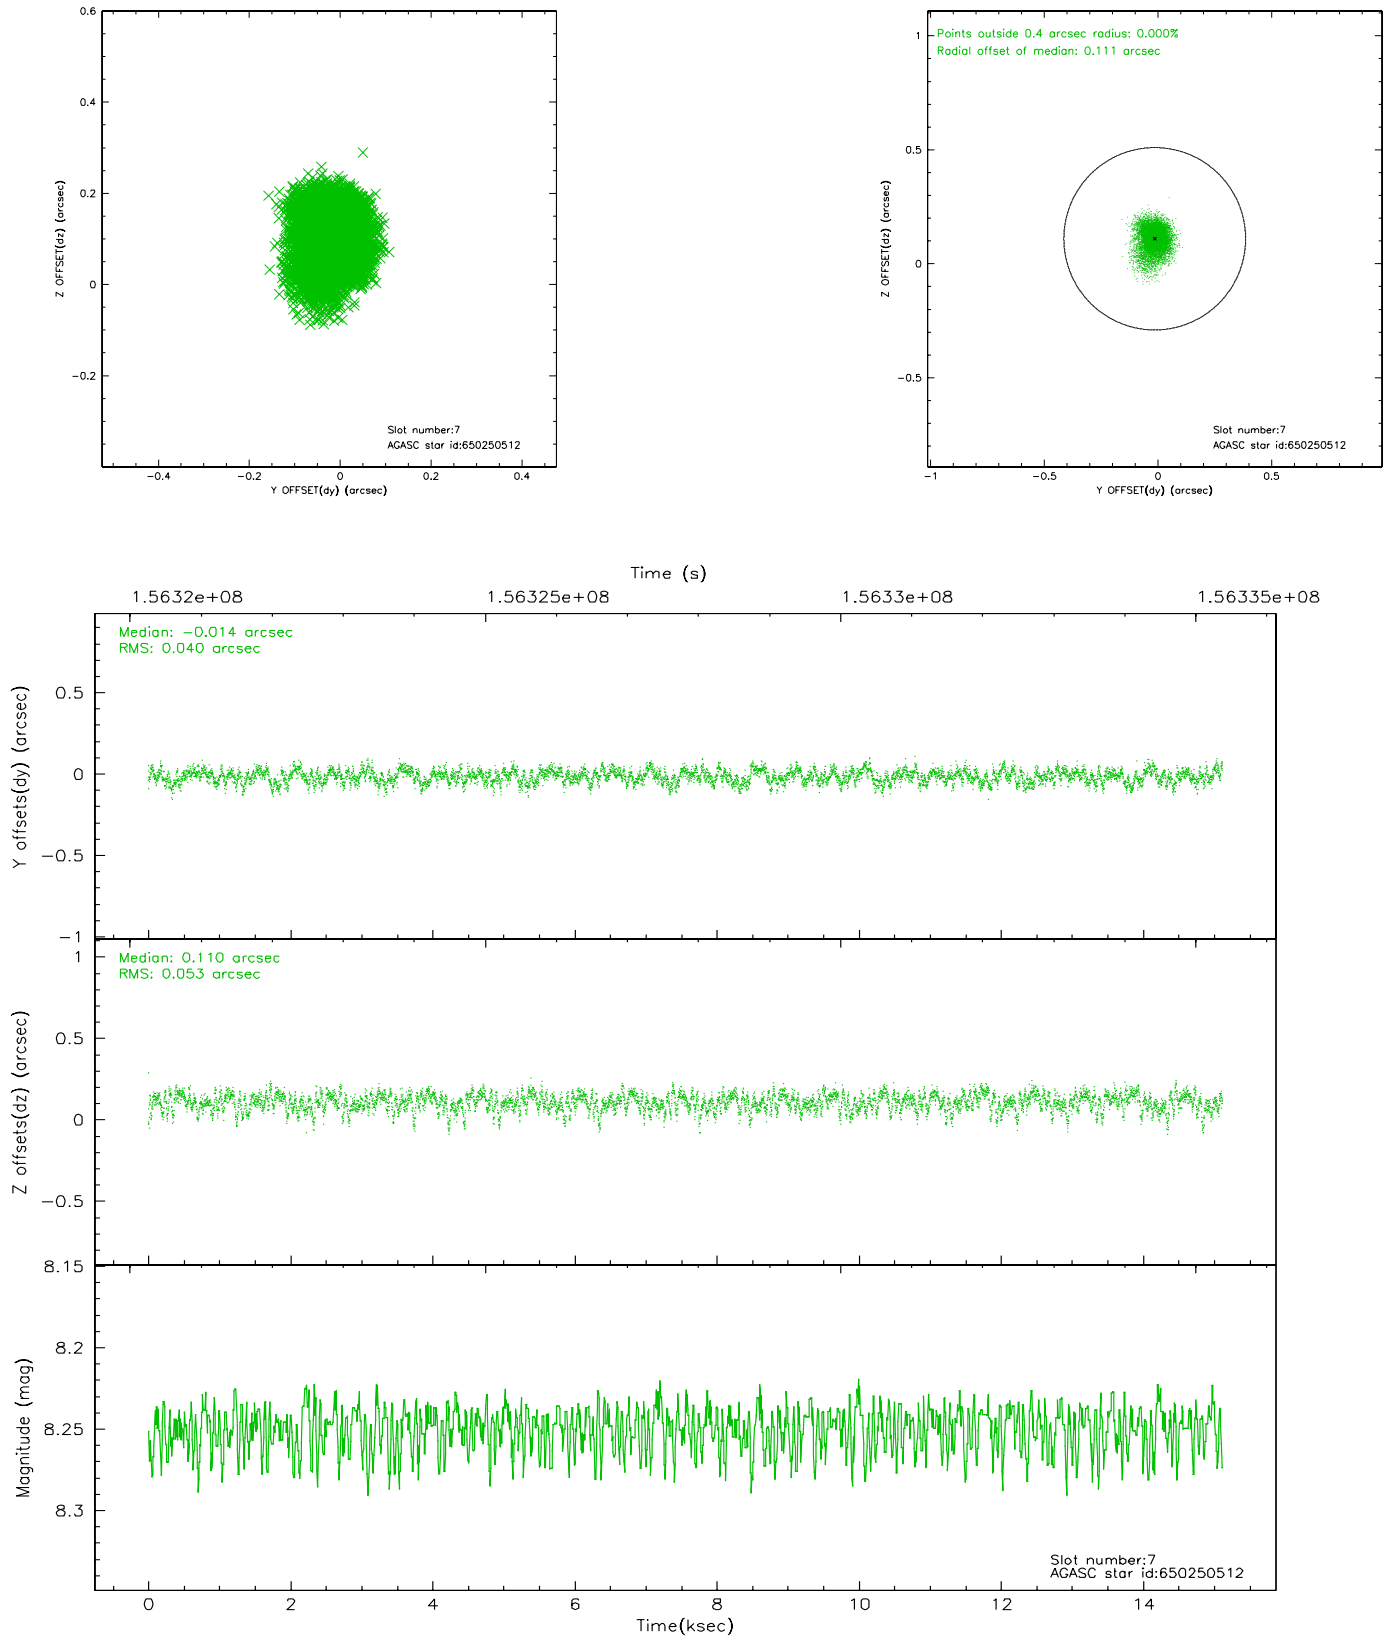 0.6
0.4
0.2
0
−0.2
Z OFFSET(dz) (arcsec)
Slot number:7
AGASC star id:650250512
−0.4 −0.2 0 0.2 0.4
Y OFFSET(dy) (arcsec)
Points outside 0.4 arcsec radius: 0.000%
Radial offset of median: 0.111 arcsec
1
0.5
0
−0.5
Z OFFSET(dz) (arcsec)
Slot number:7
AGASC star id:650250512
−1 −0.5 0 0.5
Y OFFSET(dy) (arcsec)
Time (s)
1.5632e+08 1.56325e+08 1.5633e+08 1.56335e+08
Median: −0.014 arcsec
RMS: 0.040 arcsec
0.5
0
−0.5
−1
Y offsets(dy) (arcsec)
Median: 0.110 arcsec
RMS: 0.053 arcsec
1
0.5
0
−0.5
Z offsets(dz) (arcsec)
8.15
8.2
8.25
8.3
Magnitude (mag)
Slot number:7
AGASC star id:650250512
0 2 4 6 8 10 12 14
Time(ksec)